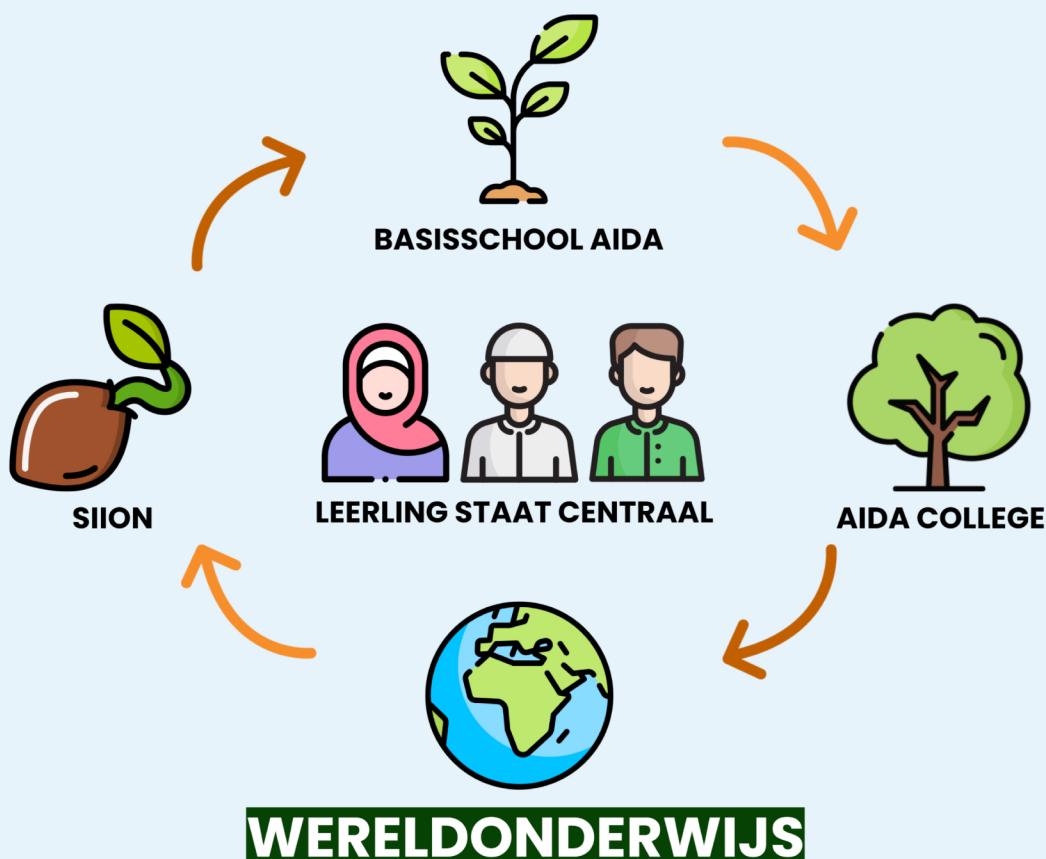 BASISSCHOOL AIDA
SIION
LEERLING STAAT CENTRAAL
AIDA COLLEGE
WERELDONDERWIJS